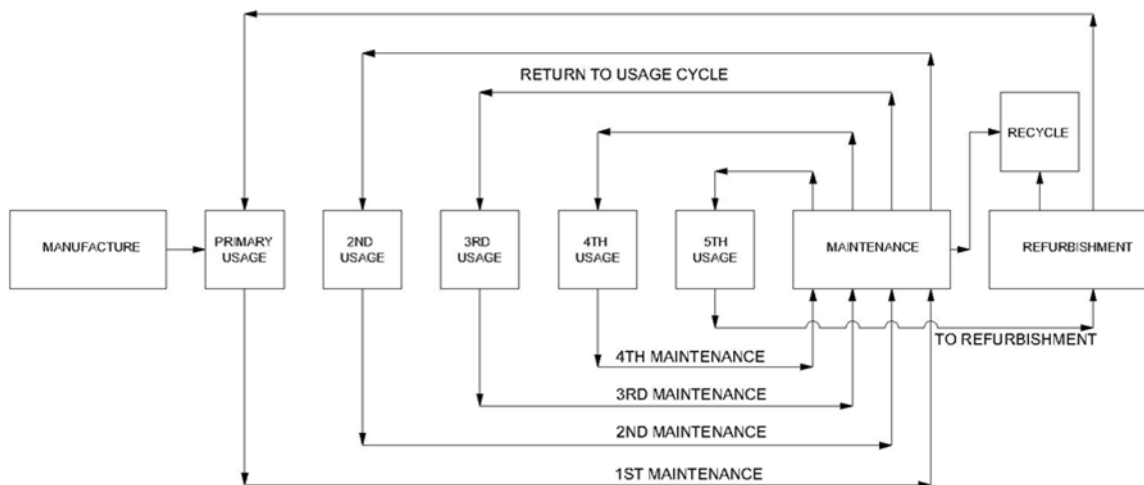 RETURN TO USAGE CYCLE
RECYCLE
MANUFACTURE
PRIMARY
USAGE
2ND
USAGE
3RD
USAGE
4TH
USAGE
5TH
USAGE
MAINTENANCE
REFURBISHMENT
TO REFURBISHMENT
4TH MAINTENANCE
3RD MAINTENANCE
2ND MAINTENANCE
1ST MAINTENANCE